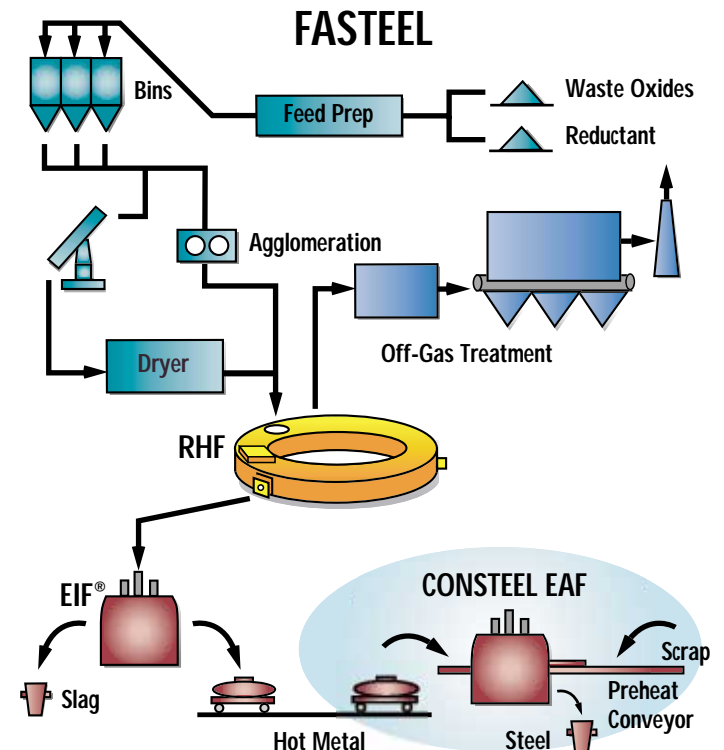 FASTEEL
Bins
Feed Prep
Waste Oxides
Reductant
Agglomeration
Dryer
Off-Gas Treatment
RHF
EIF®
CONSTEEL EAF
Scrap
Slag
Preheat
Conveyor
Hot Metal
Steel